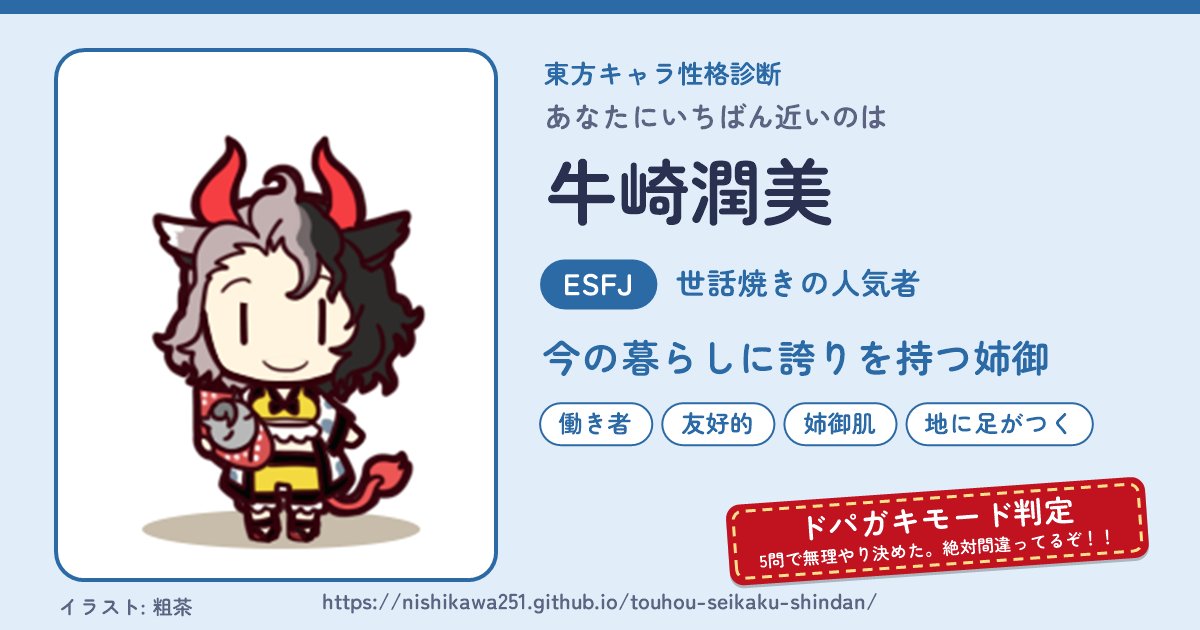 東方キャラ性格診断
あなたにいちばん近いのは
牛崎潤美
ESFJ 世話焼きの人気者
今の暮らしに誇りを持つ姉御
働き者 友好的 姉御肌 地に足がつく
ドパガキモード判定
5問で無理やり決めた。絶対間違ってるぞ！！
イラスト: 粗茶
https://nishikawa251.github.io/touhou-seikaku-shindan/